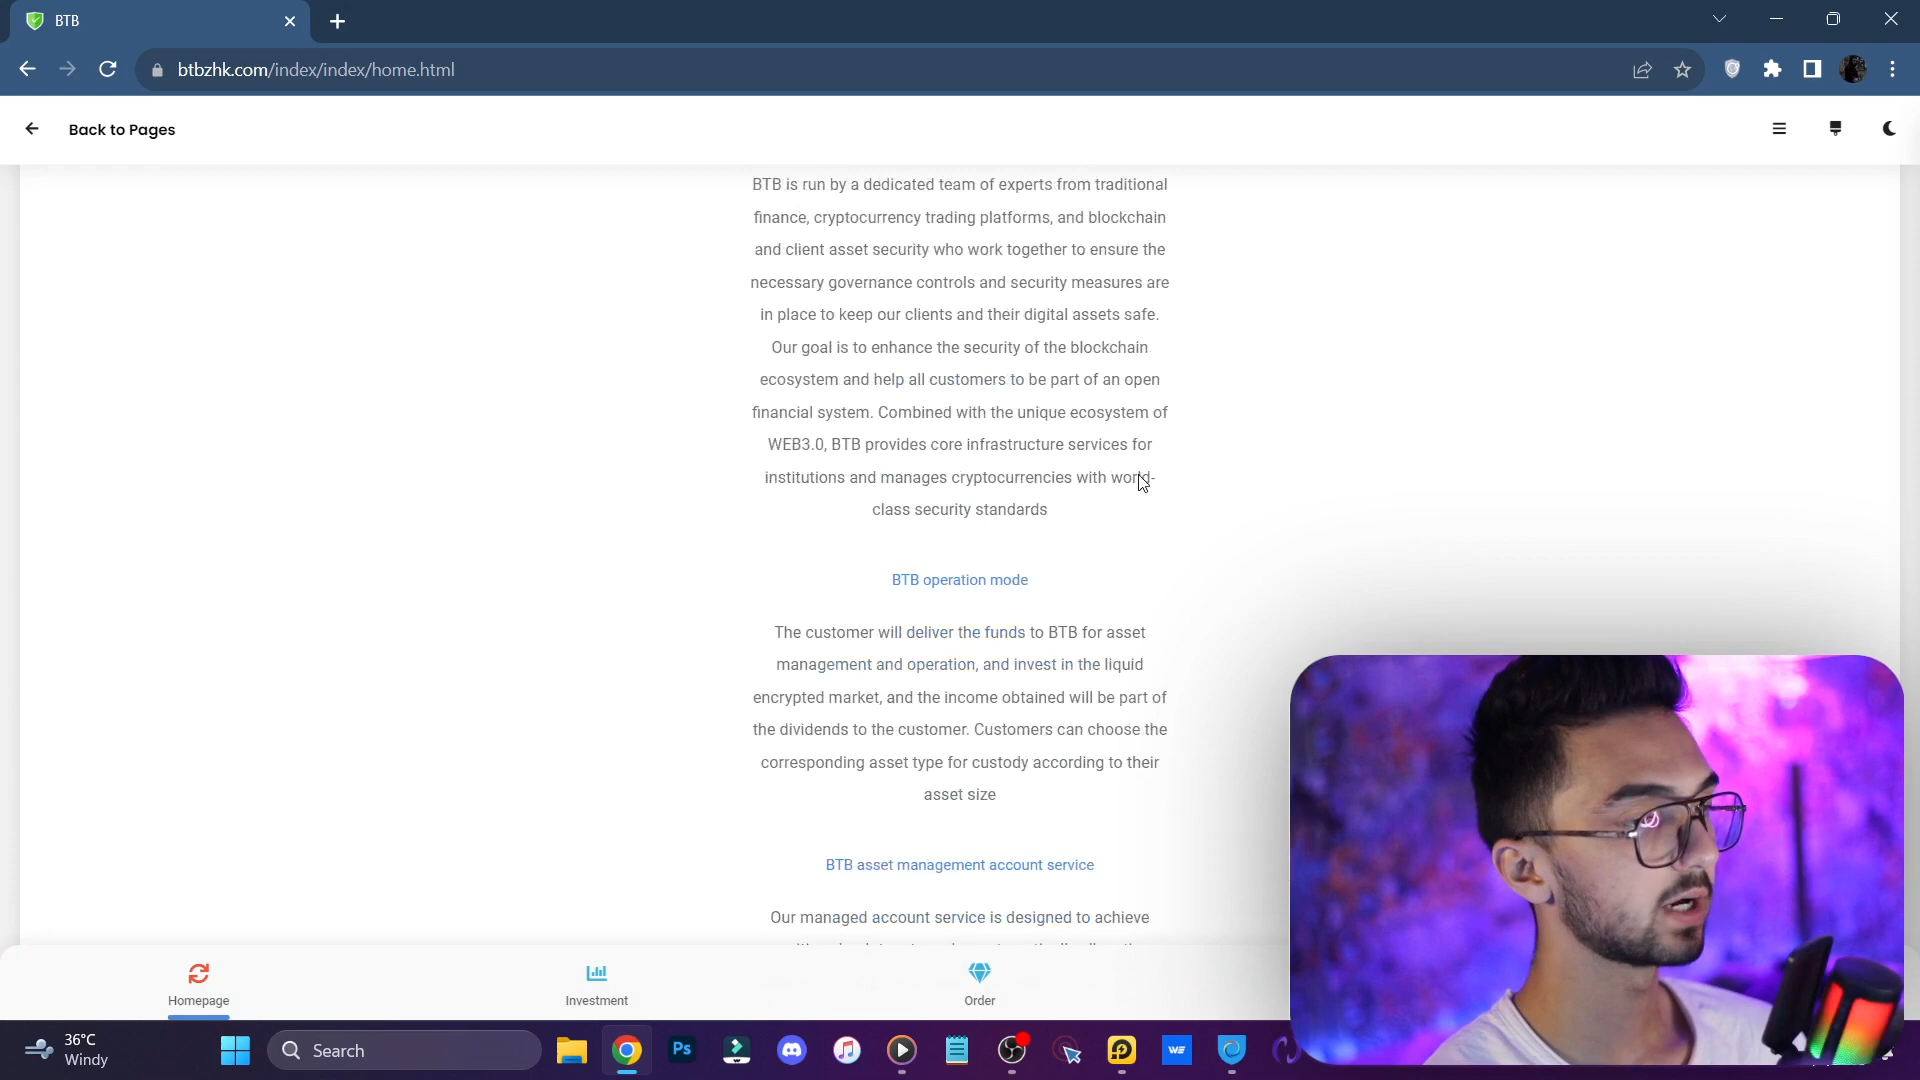 BTB
btbzhk.com/index/index/home.html
Back to Pages
BTB is run by a dedicated team of experts from traditional
finance, cryptocurrency trading platforms, and blockchain
and client asset security who work together to ensure the
necessary governance controls and security measures are
in place to keep our clients and their digital assets safe.
Our goal is to enhance the security of the blockchain
ecosystem and help all customers to be part of an open
financial system. Combined with the unique ecosystem of
WEB3.0, BTB provides core infrastructure services for
institutions and manages cryptocurrencies with world-
class security standards
BTB operation mode
The customer will deliver the funds to BTB for asset
management and operation, and invest in the liquid
encrypted market, and the income obtained will be part of
the dividends to the customer. Customers can choose the
corresponding asset type for custody according to their
asset size
BTB asset management account service
Our managed account service is designed to achieve
Homepage
Investment
Order
36°C
Windy
Search
Ps
WE